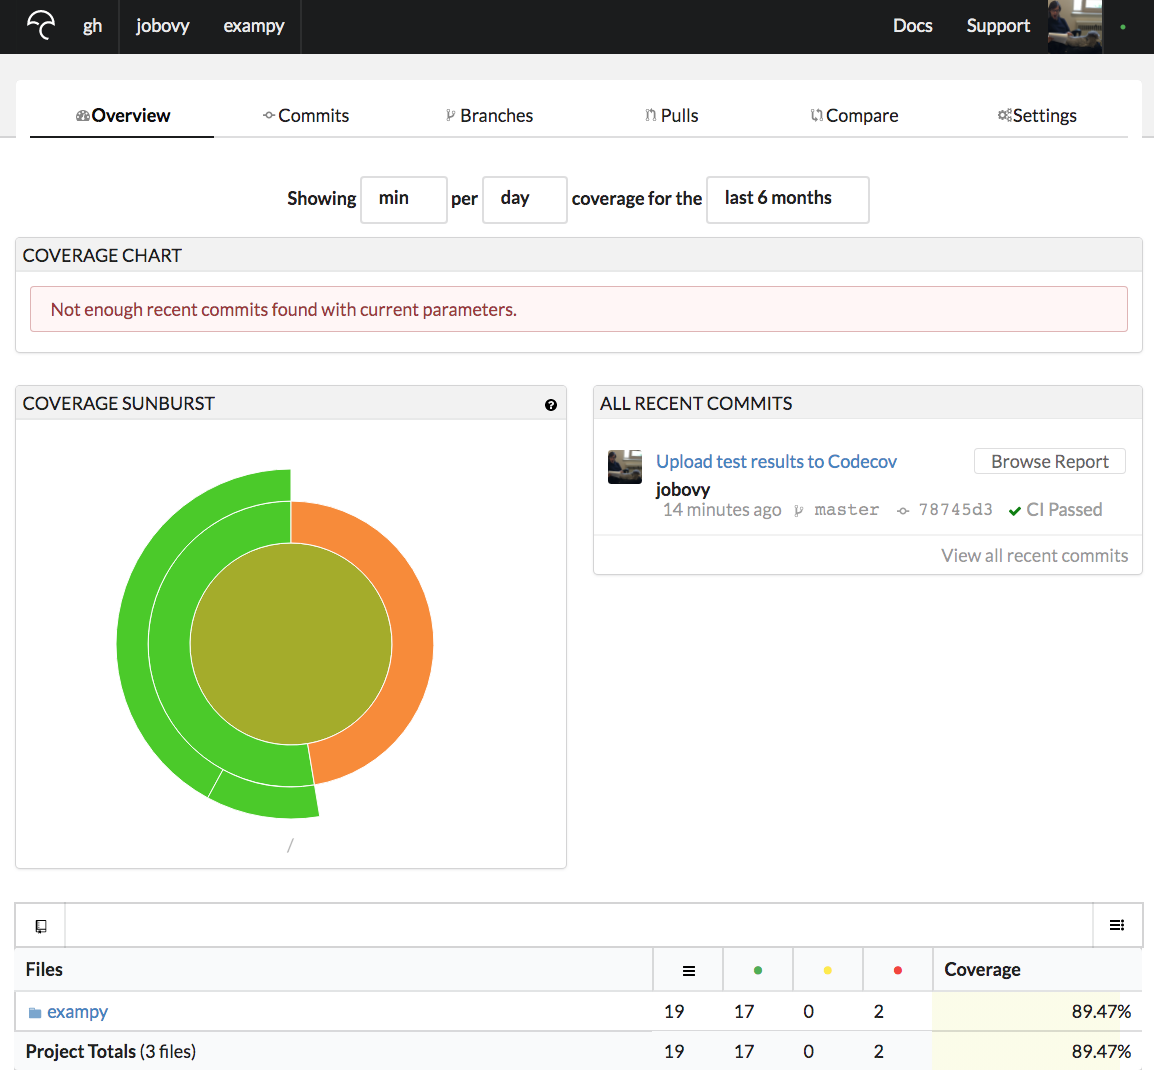 gh jobovy exampy Docs Support
Overview Commits Branches Pulls Compare Settings
Showing min per day coverage for the last 6 months
COVERAGE CHART
Not enough recent commits found with current parameters.
COVERAGE SUNBURST
/
ALL RECENT COMMITS
Upload test results to Codecov Browse Report
jobovy
14 minutes ago master 78745d3 CI Passed
View all recent commits
Files Coverage
exampy 19 17 0 2 89.47%
Project Totals (3 files) 19 17 0 2 89.47%